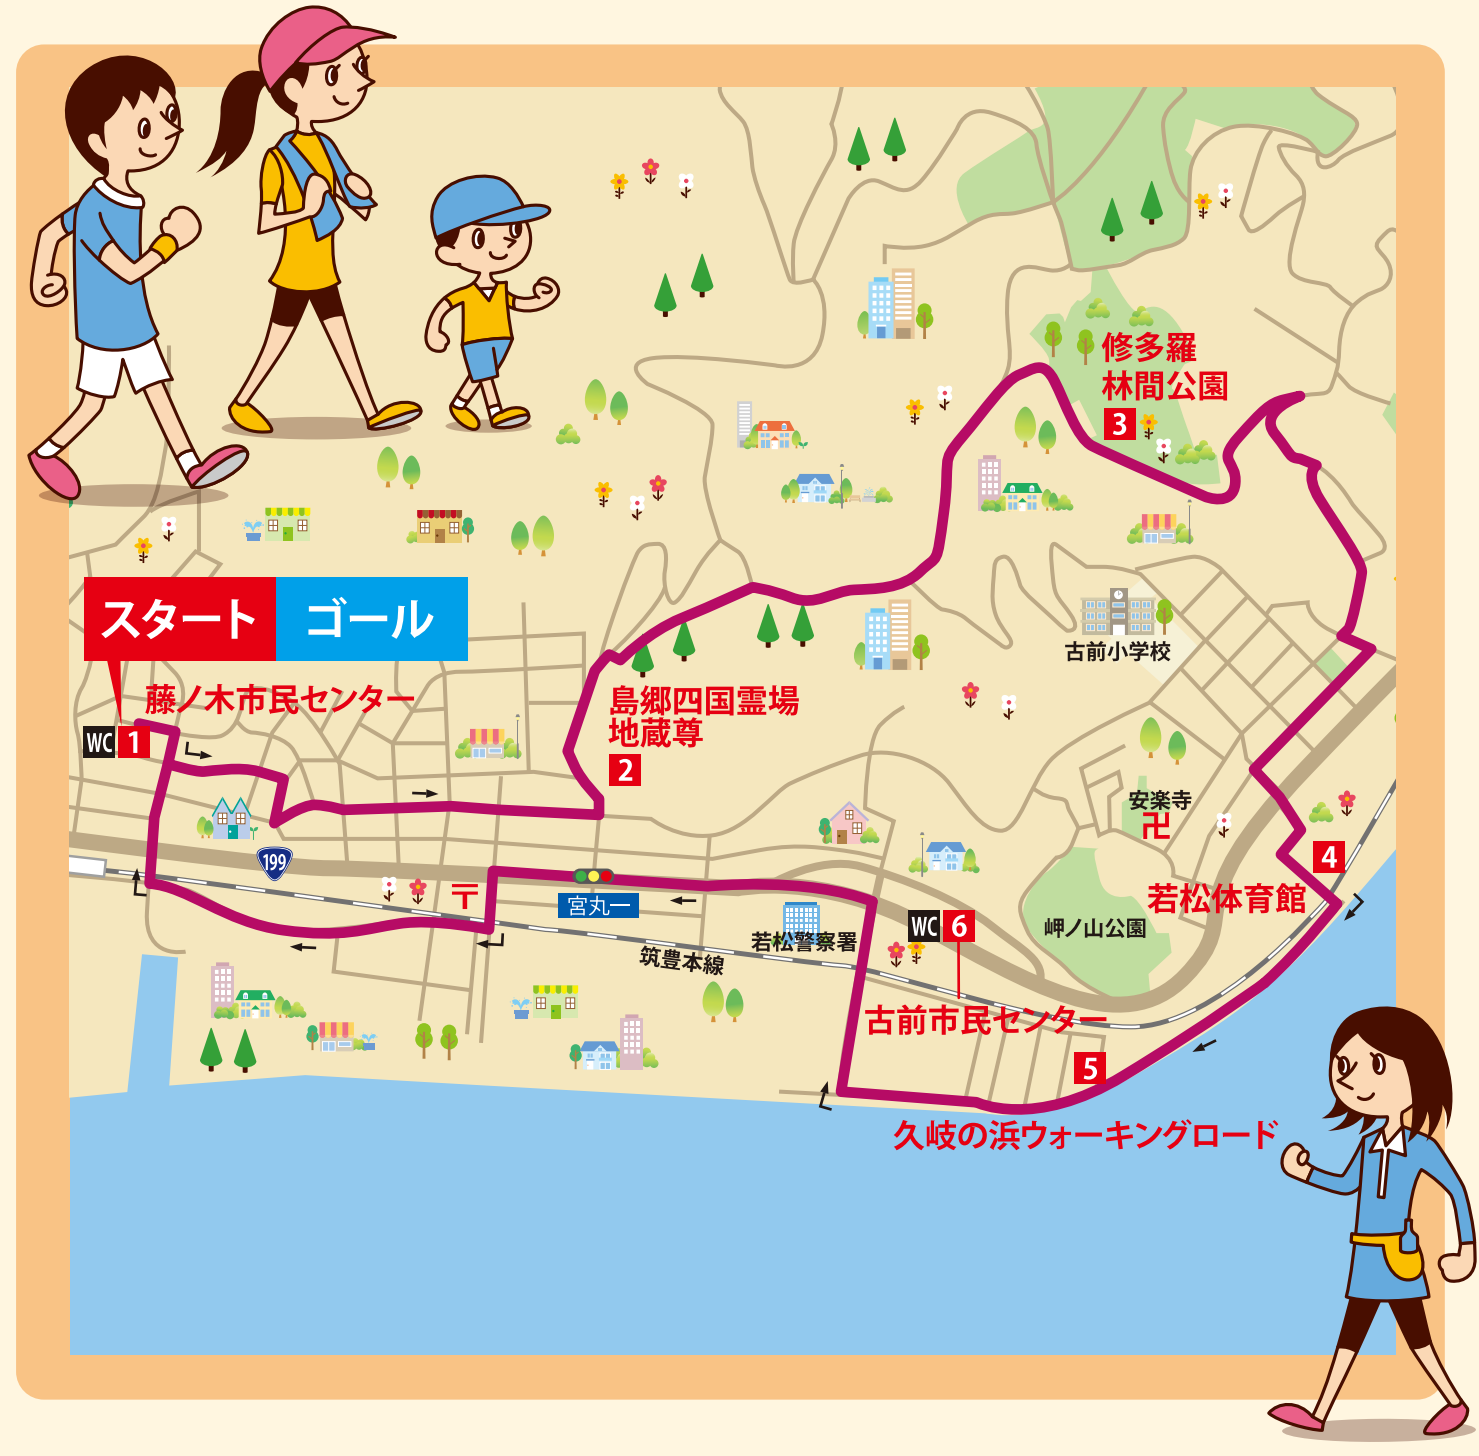 修多羅
林間公園
3
スタート
ゴール
古前小学校
藤ノ木市民センター
WC 1
島郷四国霊場
地蔵尊
2
安楽寺
卍
199
4
〒
宮丸一
若松体育館
WC 6
岬ノ山公園
若松警察署
筑豊本線
古前市民センター
5
久岐の浜ウォーキングロード